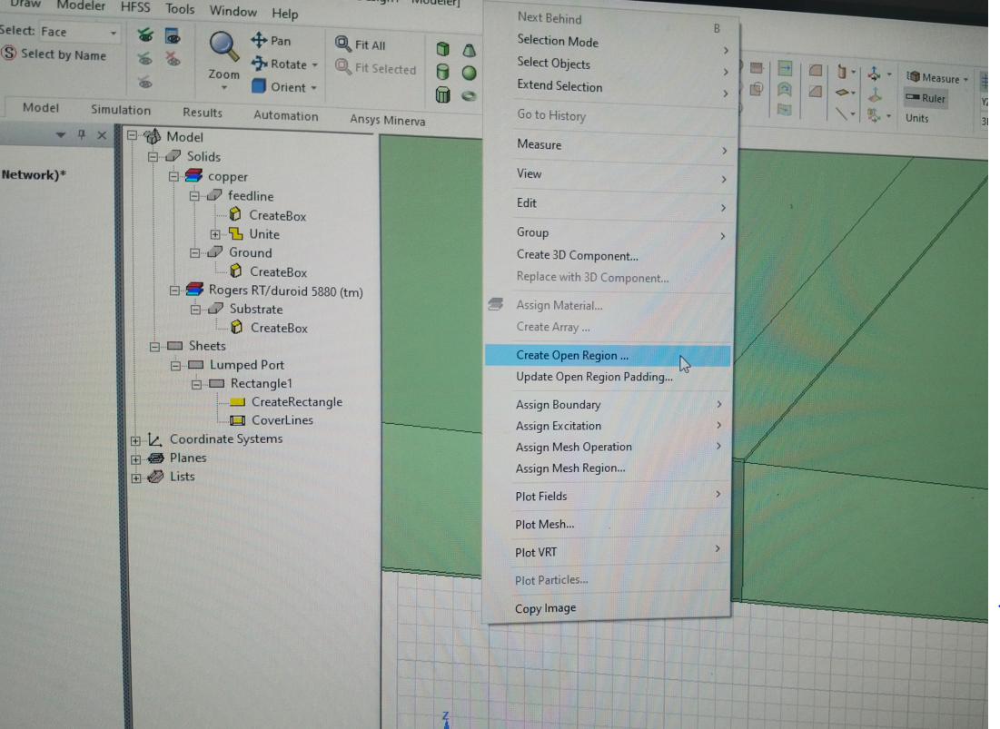 Draw Modeler HFSS Tools Window Help
Modeler]
Select: Face
Select by Name
Zoom
Pan
Rotate
Orient
Fit All
Fit Selected
Measure
Ruler
Units
Model Simulation Results Automation Ansys Minerva
Network)*
Model
Solids
copper
feedline
CreateBox
Unite
Ground
CreateBox
Rogers RT/duroid 5880 (tm)
Substrate
CreateBox
Sheets
Lumped Port
Rectangle1
CreateRectangle
CoverLines
Coordinate Systems
Planes
Lists
Next Behind B
Selection Mode
Select Objects
Extend Selection
Go to History
Measure
View
Edit
Group
Create 3D Component...
Replace with 3D Component...
Assign Material...
Create Array ...
Create Open Region ...
Update Open Region Padding...
Assign Boundary
Assign Excitation
Assign Mesh Operation
Assign Mesh Region...
Plot Fields
Plot Mesh...
Plot VRT
Plot Particles...
Copy Image
Z